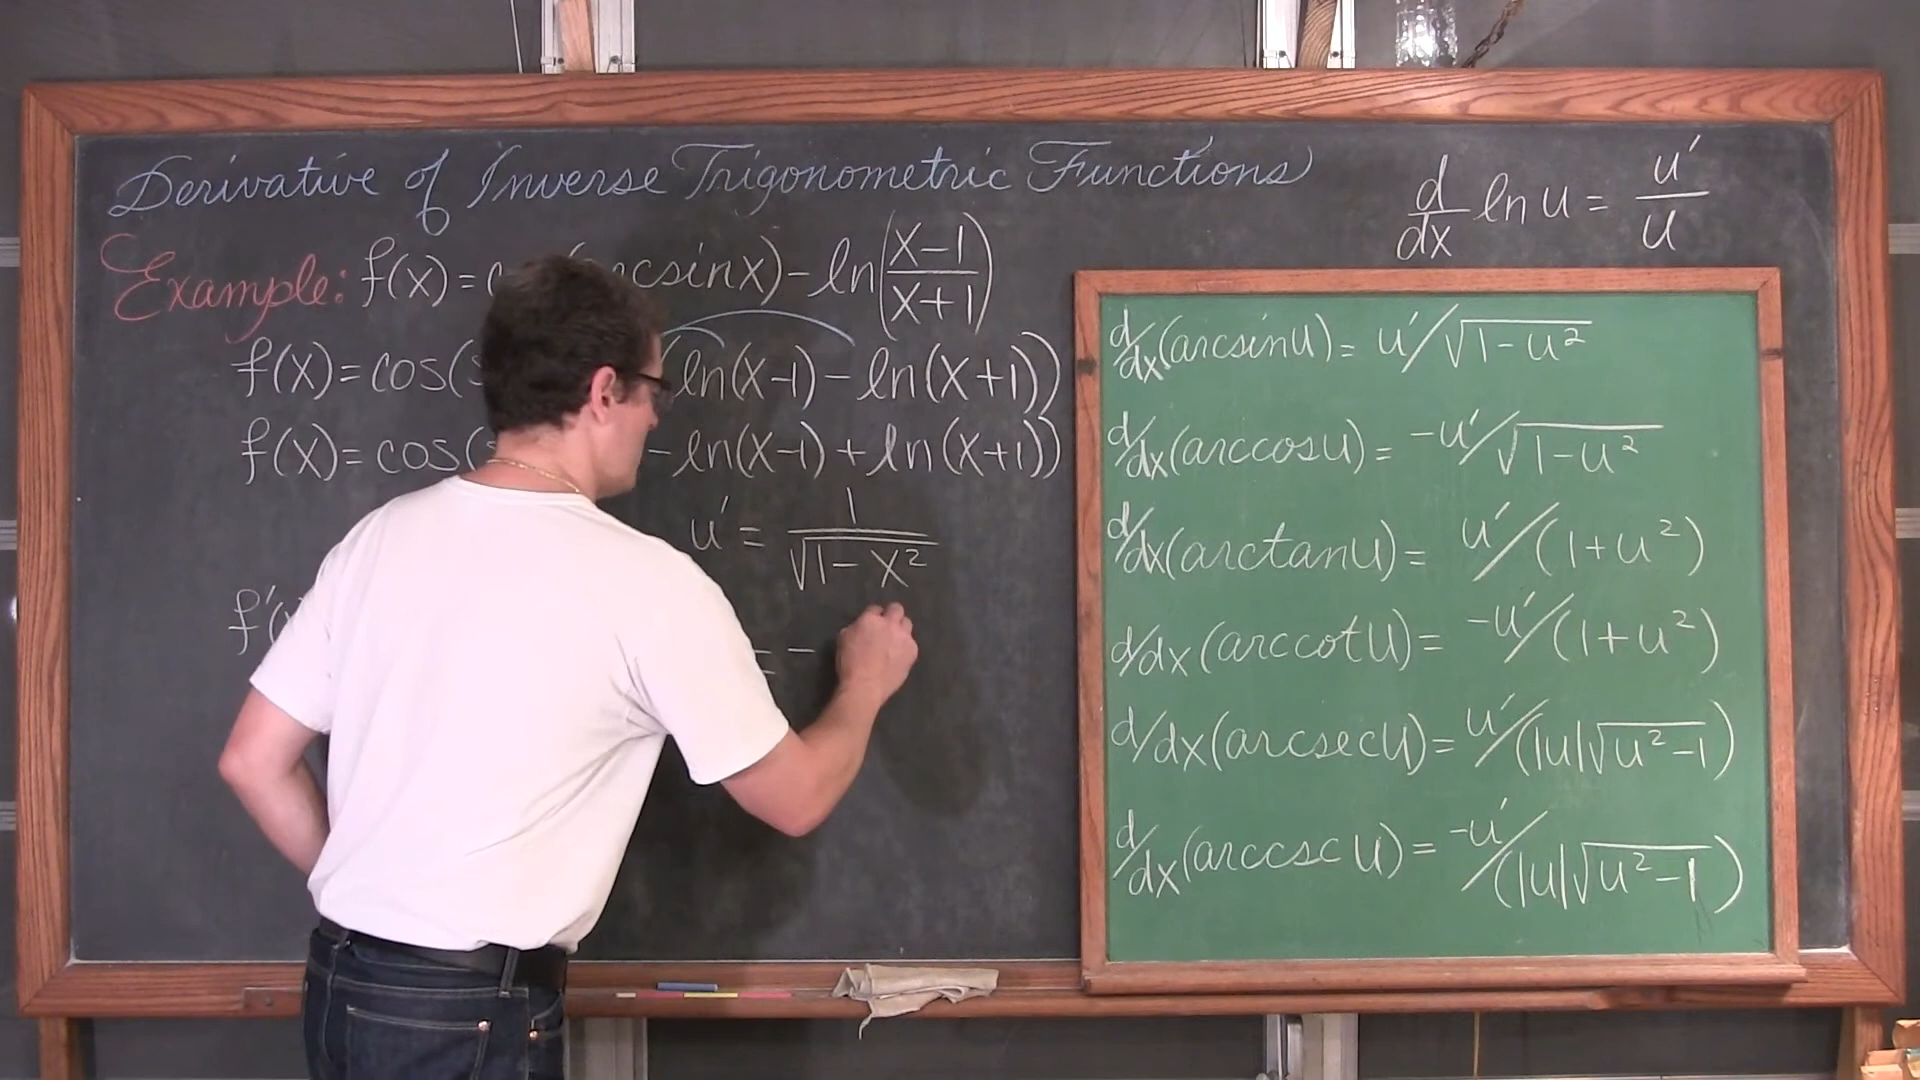 Derivative of Inverse Trigonometric Functions
d/dx ln u = u'/u
Example: f(x) = c (arcsinx) - ln((x-1)/(x+1))
f(x) = cos( (ln(x-1) - ln(x+1))
f(x) = cos( - ln(x-1) + ln(x+1))
u' = 1/√(1-x²)
f'(x = -
d/dx(arcsinu) = u'/√(1-u²)
d/dx(arccosu) = -u'/√(1-u²)
d/dx(arctanu) = u'/(1+u²)
d/dx(arccotu) = -u'/(1+u²)
d/dx(arcsecu) = u'/(|u|√(u²-1))
d/dx(arccscu) = -u'/(|u|√(u²-1))